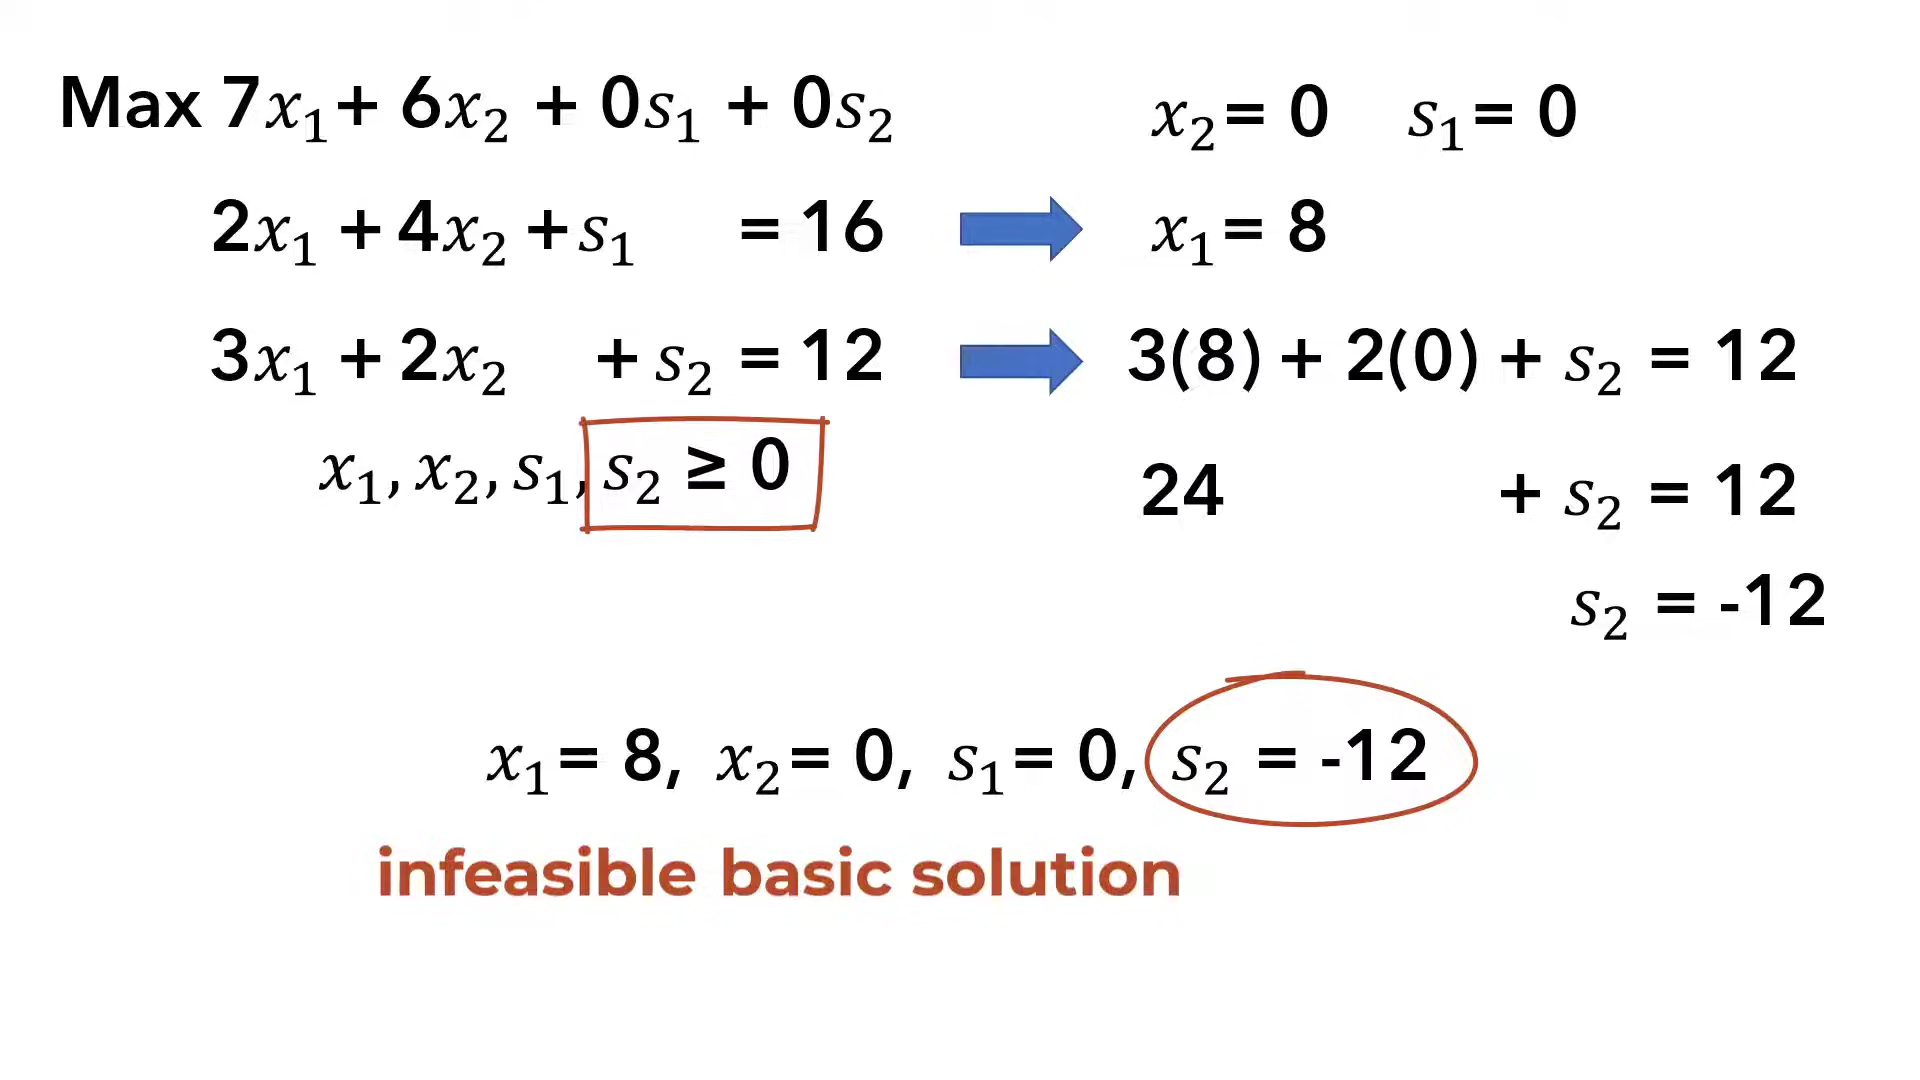 Max 7x₁ + 6x₂ + 0s₁ + 0s₂
2x₁ + 4x₂ + s₁ = 16
3x₁ + 2x₂ + s₂ = 12
x₁, x₂, s₁, s₂ ≥ 0
x₂ = 0 s₁ = 0
x₁ = 8
3(8) + 2(0) + s₂ = 12
24 + s₂ = 12
s₂ = -12
x₁ = 8, x₂ = 0, s₁ = 0, s₂ = -12
infeasible basic solution